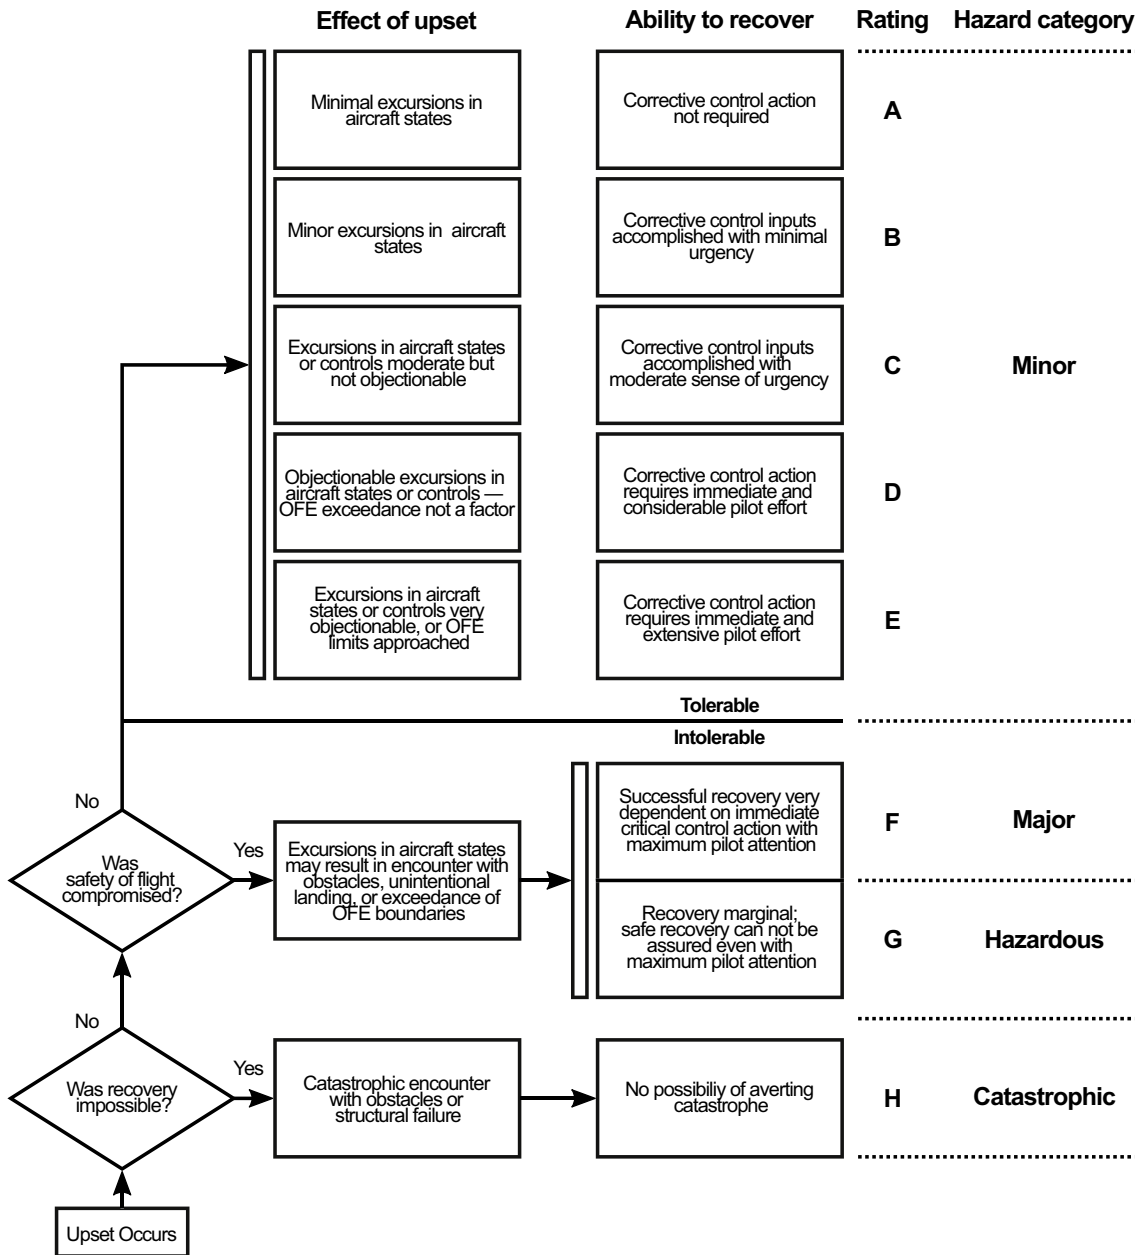 Effect of upset
Ability to recover
Rating
Hazard category
Minimal excursions in
aircraft states
Corrective control action
not required
A
Minor excursions in aircraft
states
Corrective control inputs
accomplished with minimal
urgency
B
Excursions in aircraft states
or controls moderate but
not objectionable
Corrective control inputs
accomplished with
moderate sense of urgency
C
Minor
Objectionable excursions in
aircraft states or controls —
OFE exceedance not a factor
Corrective control action
requires immediate and
considerable pilot effort
D
Excursions in aircraft
states or controls very
objectionable, or OFE
limits approached
Corrective control action
requires immediate and
extensive pilot effort
E
Tolerable
Intolerable
No
Was
safety of flight
compromised?
Yes
Excursions in aircraft states
may result in encounter with
obstacles, unintentional
landing, or exceedance of
OFE boundaries
Successful recovery very
dependent on immediate
critical control action with
maximum pilot attention
F
Major
Recovery marginal;
safe recovery can not be
assured even with
maximum pilot attention
G
Hazardous
No
Was recovery
impossible?
Yes
Catastrophic encounter
with obstacles or
structural failure
No possibiliy of averting
catastrophe
H
Catastrophic
Upset Occurs